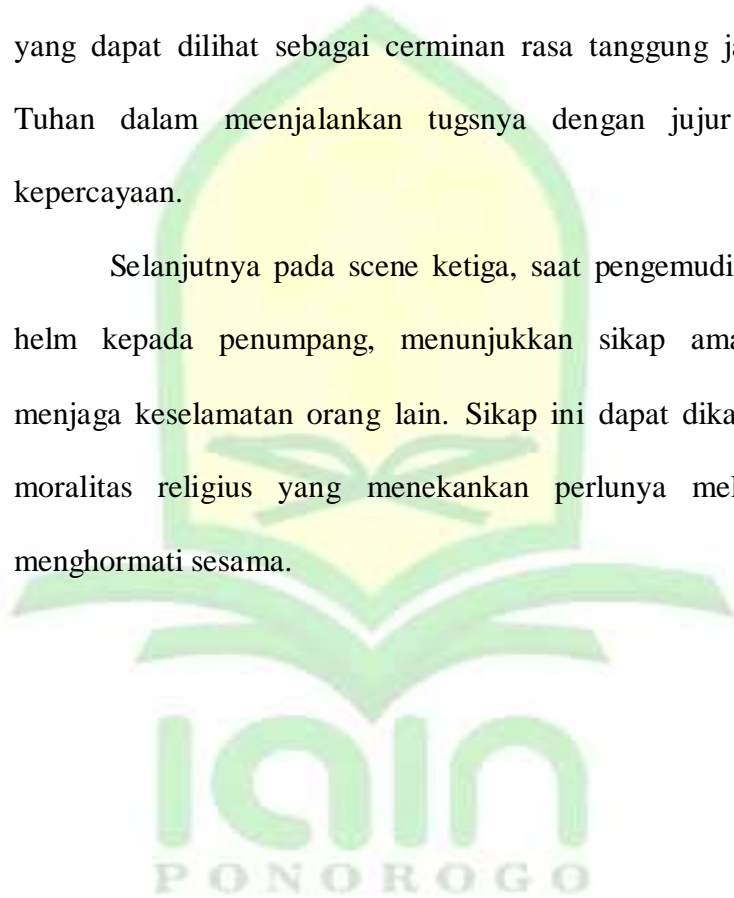 yang dapat dilihat sebagai cerminan rasa tanggung
Tuhan dalam meenjalankan tugsnya dengan jujur
kepercayaan.
Selanjutnya pada scene ketiga, saat pengemudi
helm kepada penumpang, menunjukkan sikap
menjaga keselamatan orang lain. Sikap ini dapat
moralitas religius yang menekankan perlunya
menghormati sesama.
iain
PONOROGO